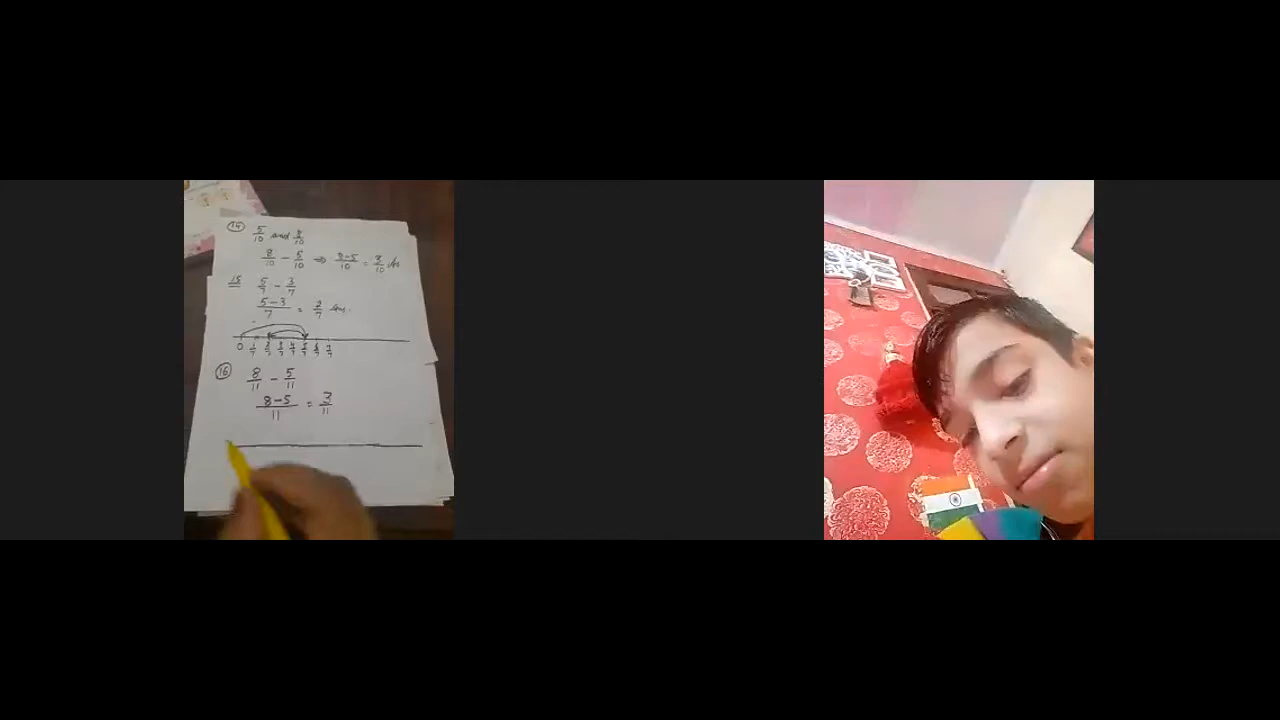 (14) 5/10 and 8/10
8/10 - 5/10 ⇒ 8-5/10 = 3/10 Ans
15 5/7 - 3/7
5-3/7 = 2/7 Ans.
0 1/7 2/7 3/7 4/7 5/7 6/7 7/7
(16) 8/11 - 5/11
8-5/11 = 3/11